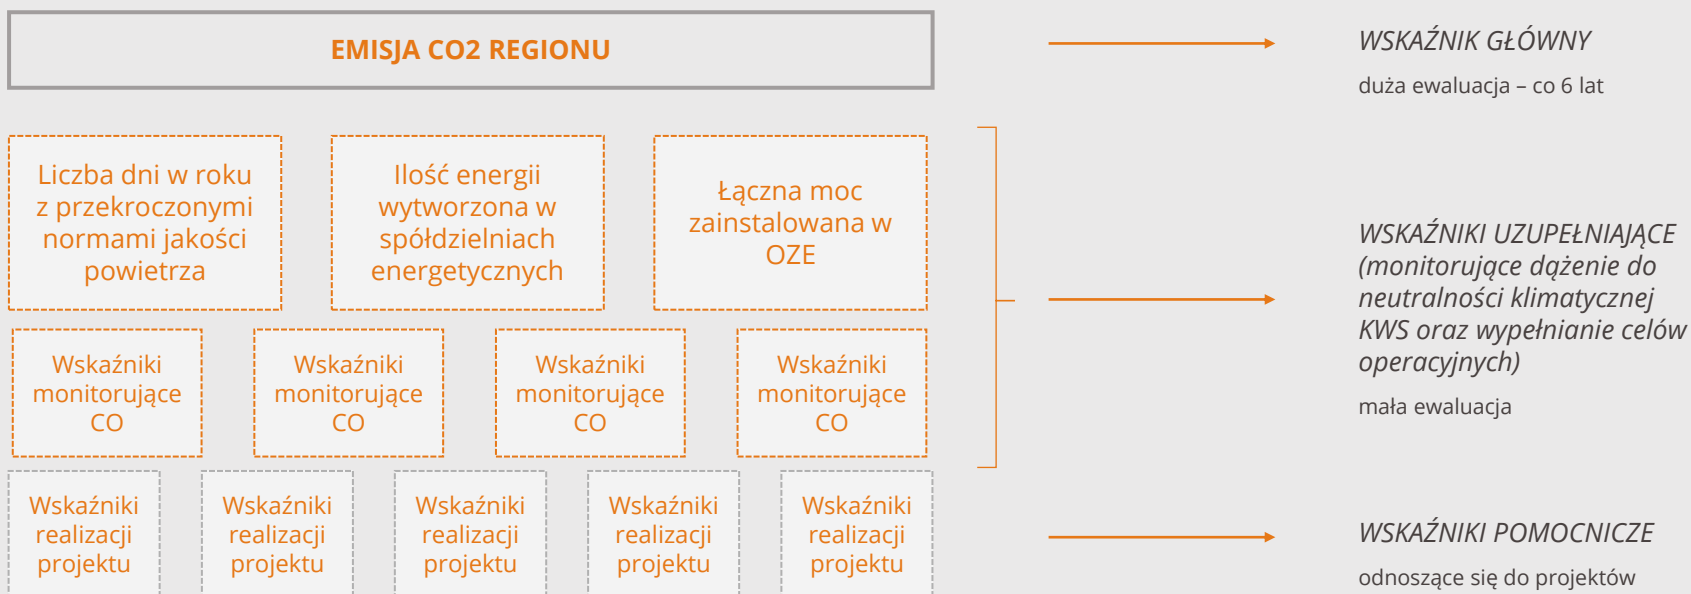 EMISJA CO2 REGIONU
WSKAŹNIK GŁÓWNY
duża ewaluacja – co 6 lat
Liczba dni w roku
z przekroczonymi
normami jakości
powietrza
Ilość energii
wytworzona w
spółdzielniach
energetycznych
Łączna moc
zainstalowana w
OZE
Wskaźniki
monitorujące
CO
Wskaźniki
monitorujące
CO
Wskaźniki
monitorujące
CO
Wskaźniki
monitorujące
CO
WSKAŹNIKI UZUPEŁNIAJĄCE
(monitorujące dążenie do
neutralności klimatycznej
KWS oraz wypełnianie celów
operacyjnych)
mała ewaluacja
Wskaźniki
realizacji
projektu
Wskaźniki
realizacji
projektu
Wskaźniki
realizacji
projektu
Wskaźniki
realizacji
projektu
Wskaźniki
realizacji
projektu
WSKAŹNIKI POMOCNICZE
odnoszące się do projektów